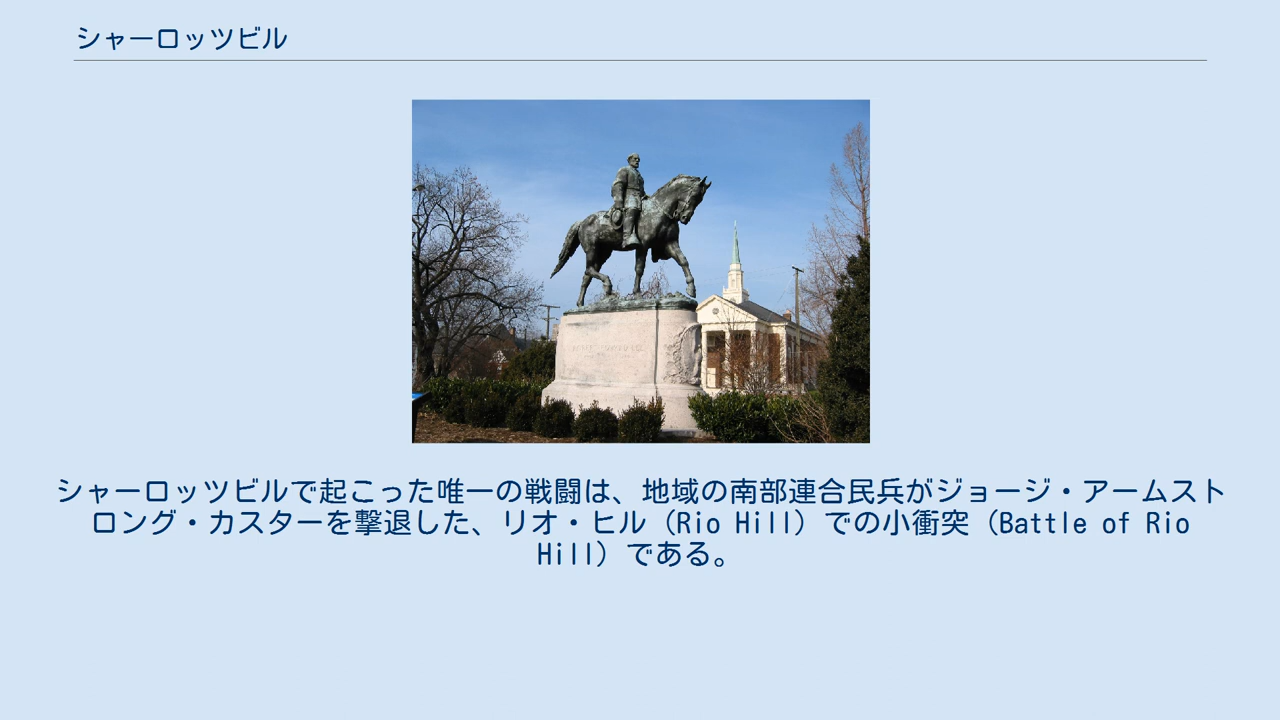 シャーロッツビル
シャーロッツビルで起こった唯一の戦闘は、地域の南部連合民兵がジョージ・アームスト
ロング・カスターを撃退した、リオ・ヒル（Rio Hill）での小衝突（Battle of Rio
Hill）である。